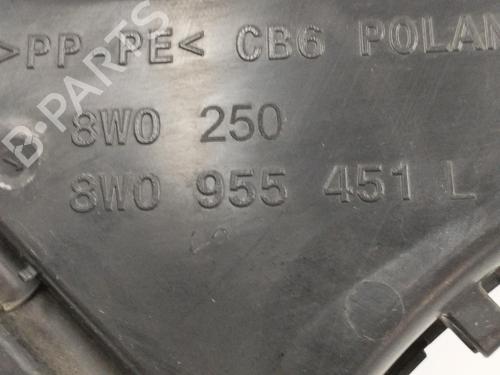 >PP PE< CB6 POLAN
8W0 250
8W0 955 451 L
B-PARTS